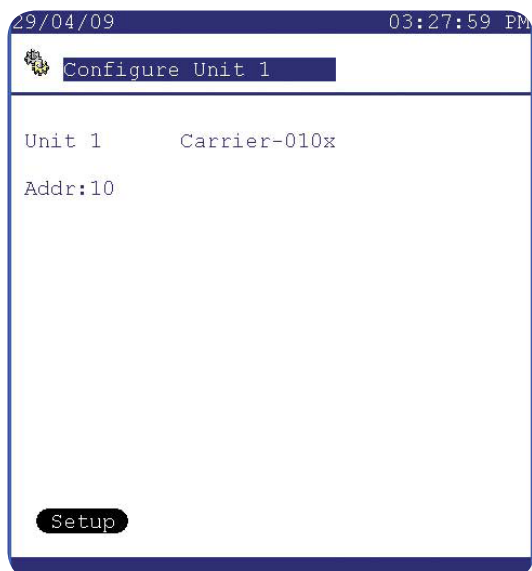 29/04/09 03:27:59 PM
Configure Unit 1
Unit 1 Carrier-010x
Addr:10
Setup